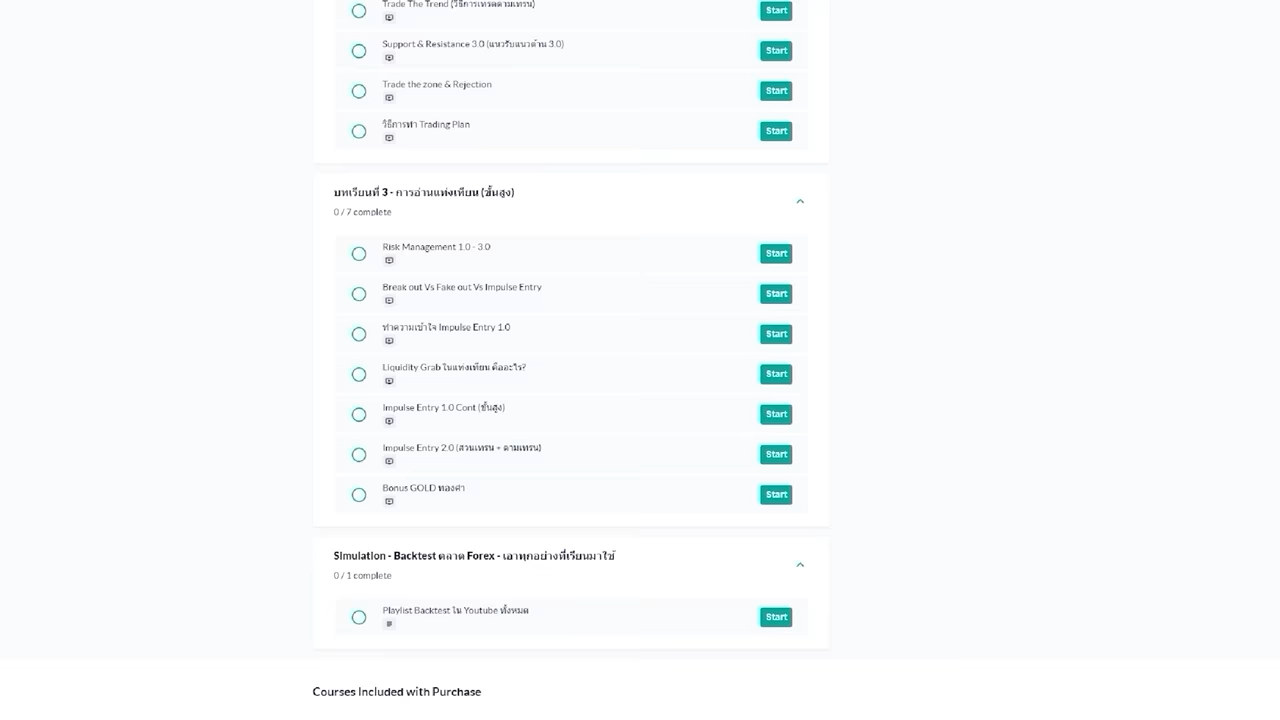 Trade The Trend (วิธีการเทรดตามเทรน)
Start
Support & Resistance 3.0 (แนวรับแนวต้าน 3.0)
Start
Trade the zone & Rejection
Start
วิธีการทำ Trading Plan
Start
บทเรียนที่ 3 - การอ่านแท่งเทียน (ขั้นสูง)
0 / 7 complete
Risk Management 1.0 - 3.0
Start
Break out Vs Fake out Vs Impulse Entry
Start
ทำความเข้าใจ Impulse Entry 1.0
Start
Liquidity Grab ในแท่งเทียน คืออะไร?
Start
Impulse Entry 1.0 Cont (ขั้นสูง)
Start
Impulse Entry 2.0 (สวนเทรน + ตามเทรน)
Start
Bonus GOLD ทองคำ
Start
Simulation - Backtest ตลาด Forex - เอาทุกอย่างที่เรียนมาใช้
0 / 1 complete
Playlist Backtest ใน Youtube ทั้งหมด
Start
Courses Included with Purchase